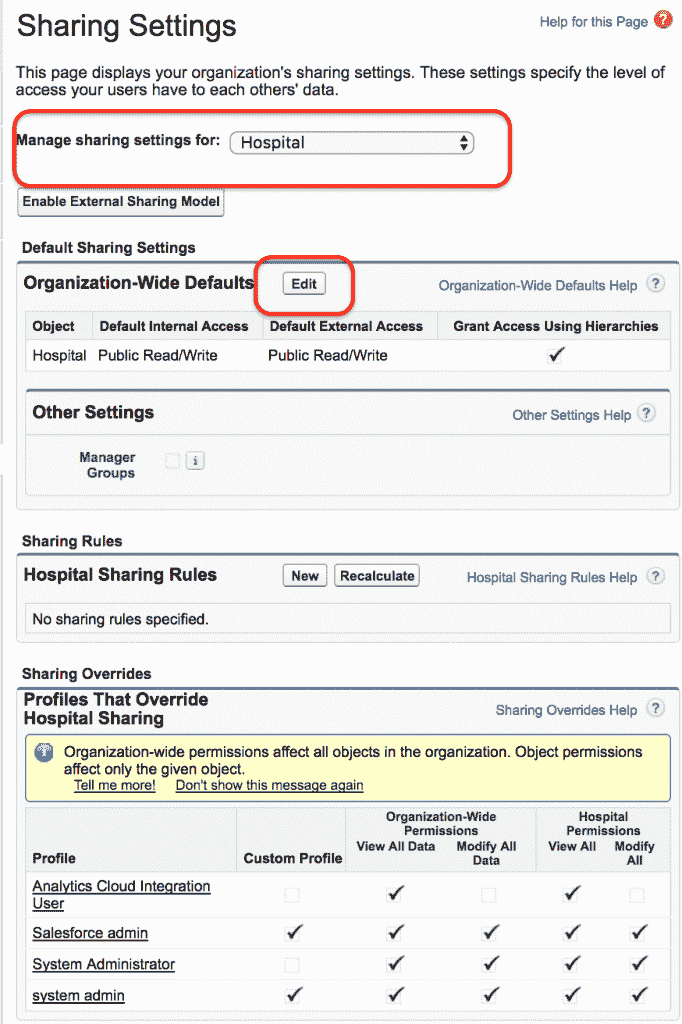 Sharing Settings
Help for this Page ?
This page displays your organization's sharing settings. These settings specify the level of
access your users have to each others' data.
Manage sharing settings for: Hospital
Enable External Sharing Model
Default Sharing Settings
Organization-Wide Defaults Edit Organization-Wide Defaults Help ?
Object Default Internal Access Default External Access Grant Access Using Hierarchies
Hospital Public Read/Write Public Read/Write
Other Settings Other Settings Help ?
Manager
Groups i
Sharing Rules
Hospital Sharing Rules New Recalculate Hospital Sharing Rules Help ?
No sharing rules specified.
Sharing Overrides
Profiles That Override
Hospital Sharing
Sharing Overrides Help ?
Organization-wide permissions affect all objects in the organization. Object permissions
affect only the given object.
Tell me more! Don't show this message again
Organization-Wide
Permissions
Hospital
Permissions
Profile Custom Profile View All Data Modify All
Data
View All Modify
All
Analytics Cloud Integration
User
Salesforce admin
System Administrator
system admin